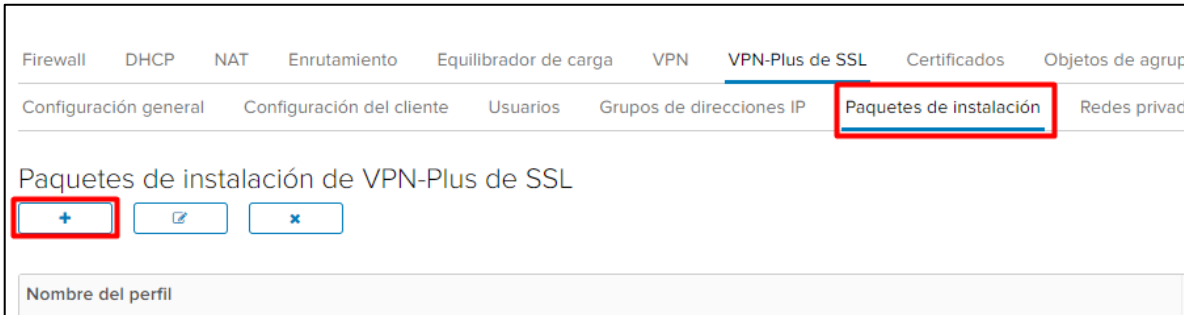 Firewall DHCP NAT Enrutamiento Equilibrador de carga VPN VPN-Plus de SSL Certificados Objetos de agrup
Configuración general Configuración del cliente Usuarios Grupos de direcciones IP Paquetes de instalación Redes privad
Paquetes de instalación de VPN-Plus de SSL
Nombre del perfil